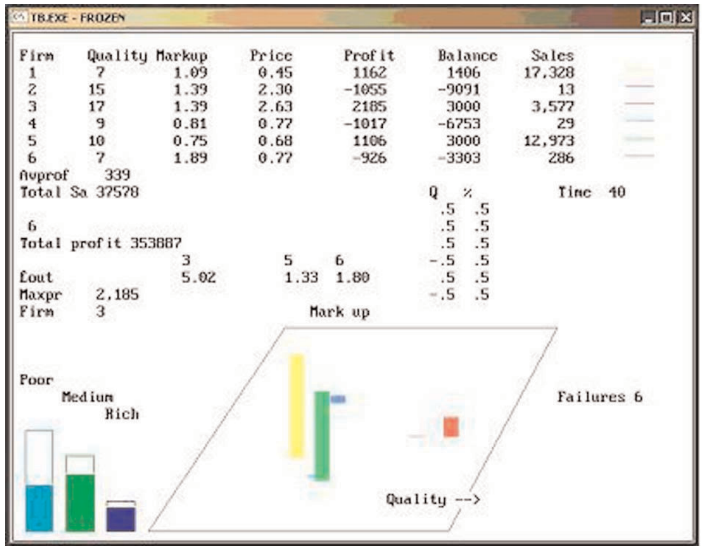 TB.EXE - FROZEN
Firm Quality Markup Price Profit Balance Sales
1 7 1.09 0.45 1162 1406 17,328
2 15 1.39 2.30 -1055 -9091 13
3 17 1.39 2.63 2185 3000 3,577
4 9 0.81 0.77 -1017 -6753 29
5 10 0.75 0.68 1106 3000 12,973
6 7 1.89 0.77 -926 -3303 286
Avprof 339
Total Sa 37578 Q % Time 40
.5 .5
6 .5 .5
Total profit 353887 .5 .5
3 5 6 -.5 .5
£out 5.02 1.33 1.80 .5 .5
Maxpr 2,185 -.5 .5
Firm 3 Mark up
Poor
Medium Failures 6
Rich
Quality -->